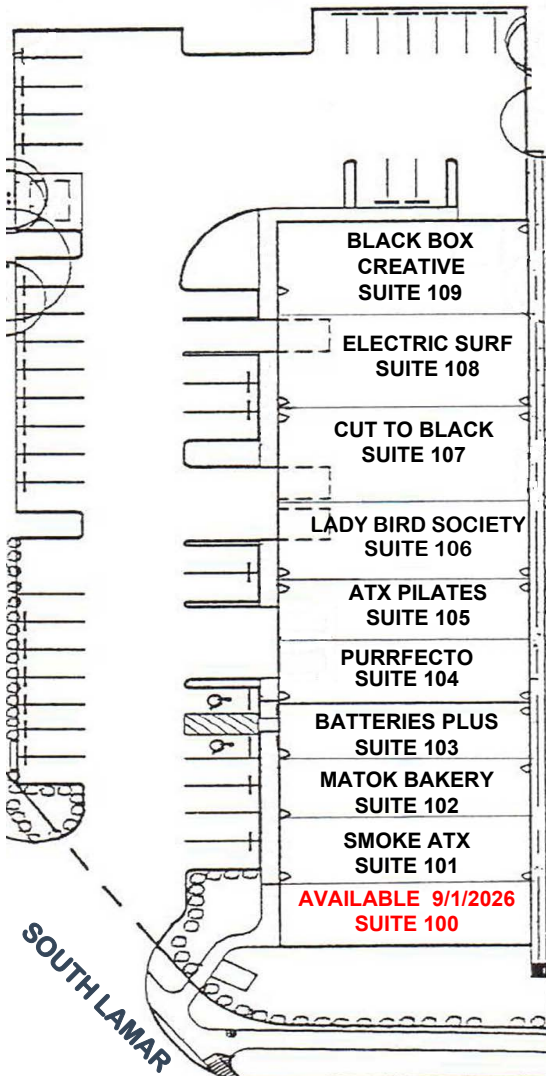 BLACK BOX
CREATIVE
SUITE 109
ELECTRIC SURF
SUITE 108
CUT TO BLACK
SUITE 107
LADY BIRD SOCIETY
SUITE 106
ATX PILATES
SUITE 105
PURRFECTO
SUITE 104
BATTERIES PLUS
SUITE 103
MATOK BAKERY
SUITE 102
SMOKE ATX
SUITE 101
AVAILABLE 9/1/2026
SUITE 100
SOUTH LAMAR